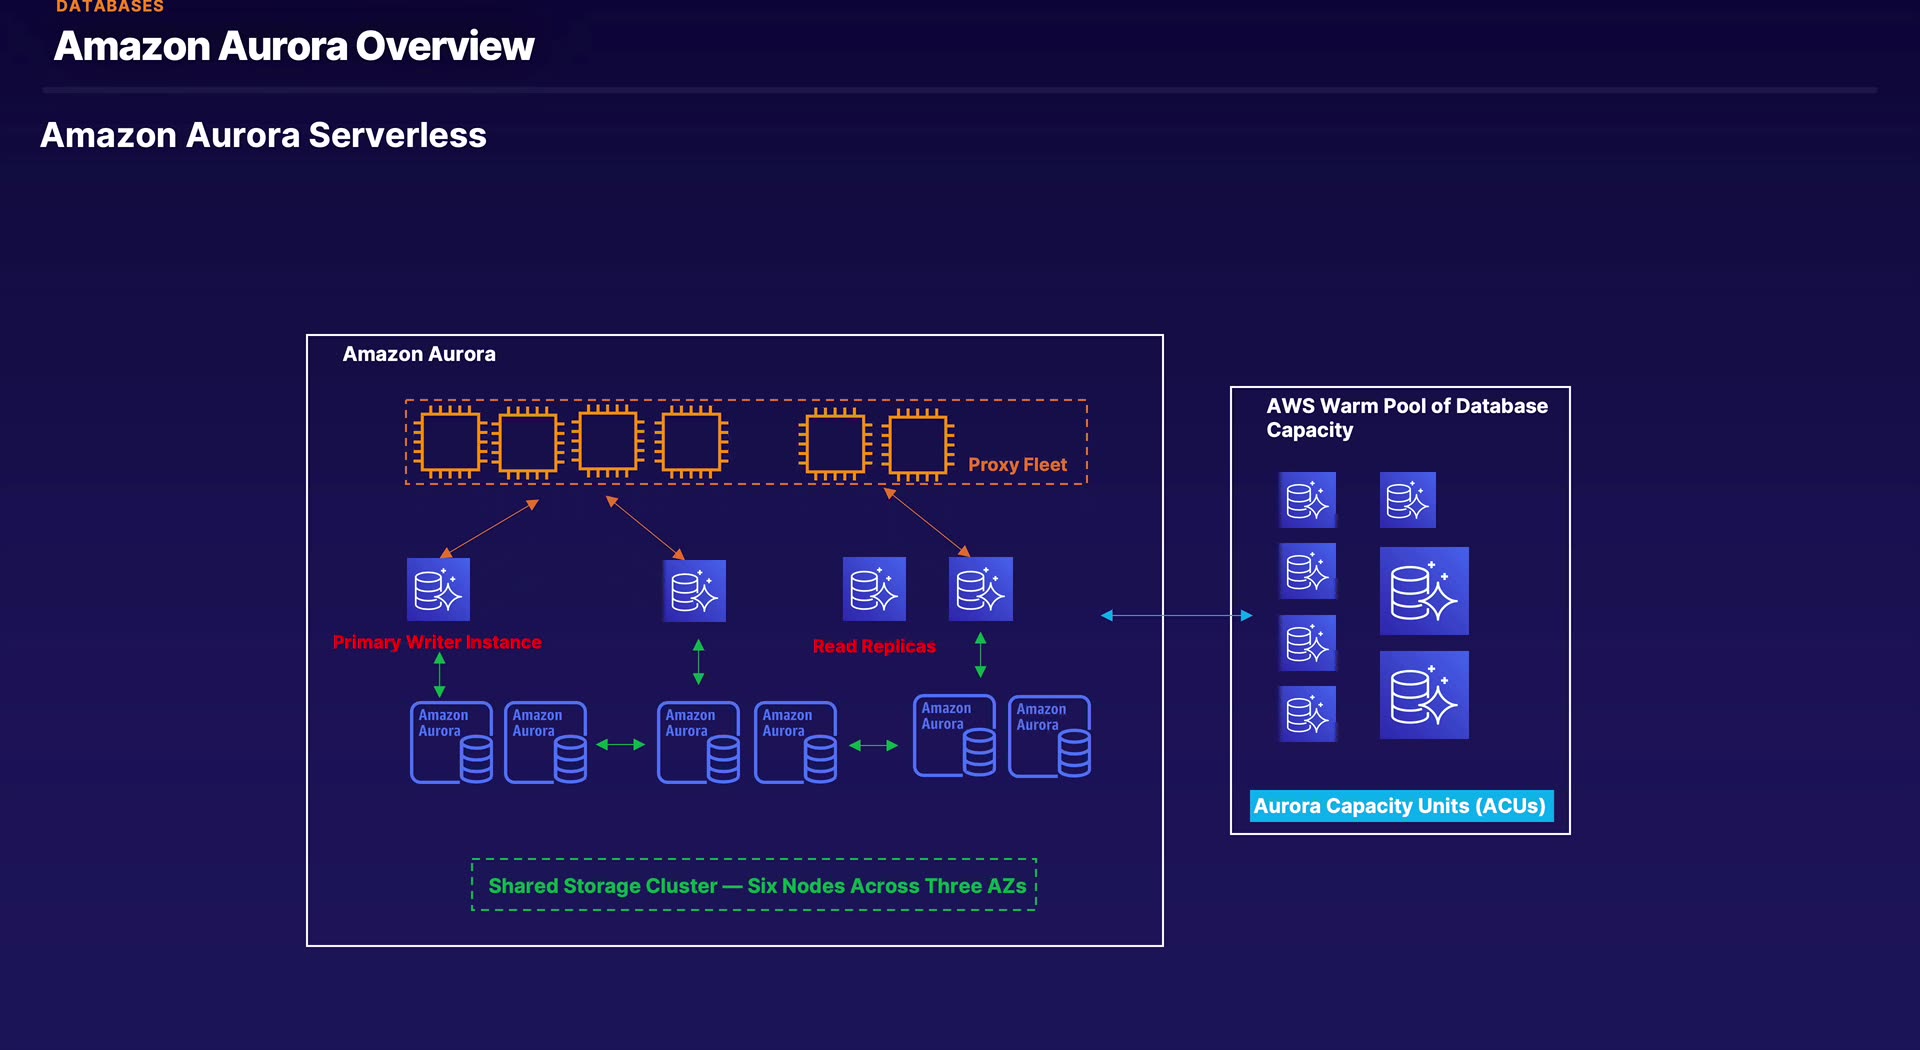 DATABASES
Amazon Aurora Overview
Amazon Aurora Serverless
Amazon Aurora
Proxy Fleet
Primary Writer Instance
Read Replicas
Amazon
Aurora
Amazon
Aurora
Amazon
Aurora
Amazon
Aurora
Amazon
Aurora
Amazon
Aurora
Shared Storage Cluster — Six Nodes Across Three AZs
AWS Warm Pool of Database
Capacity
Aurora Capacity Units (ACUs)